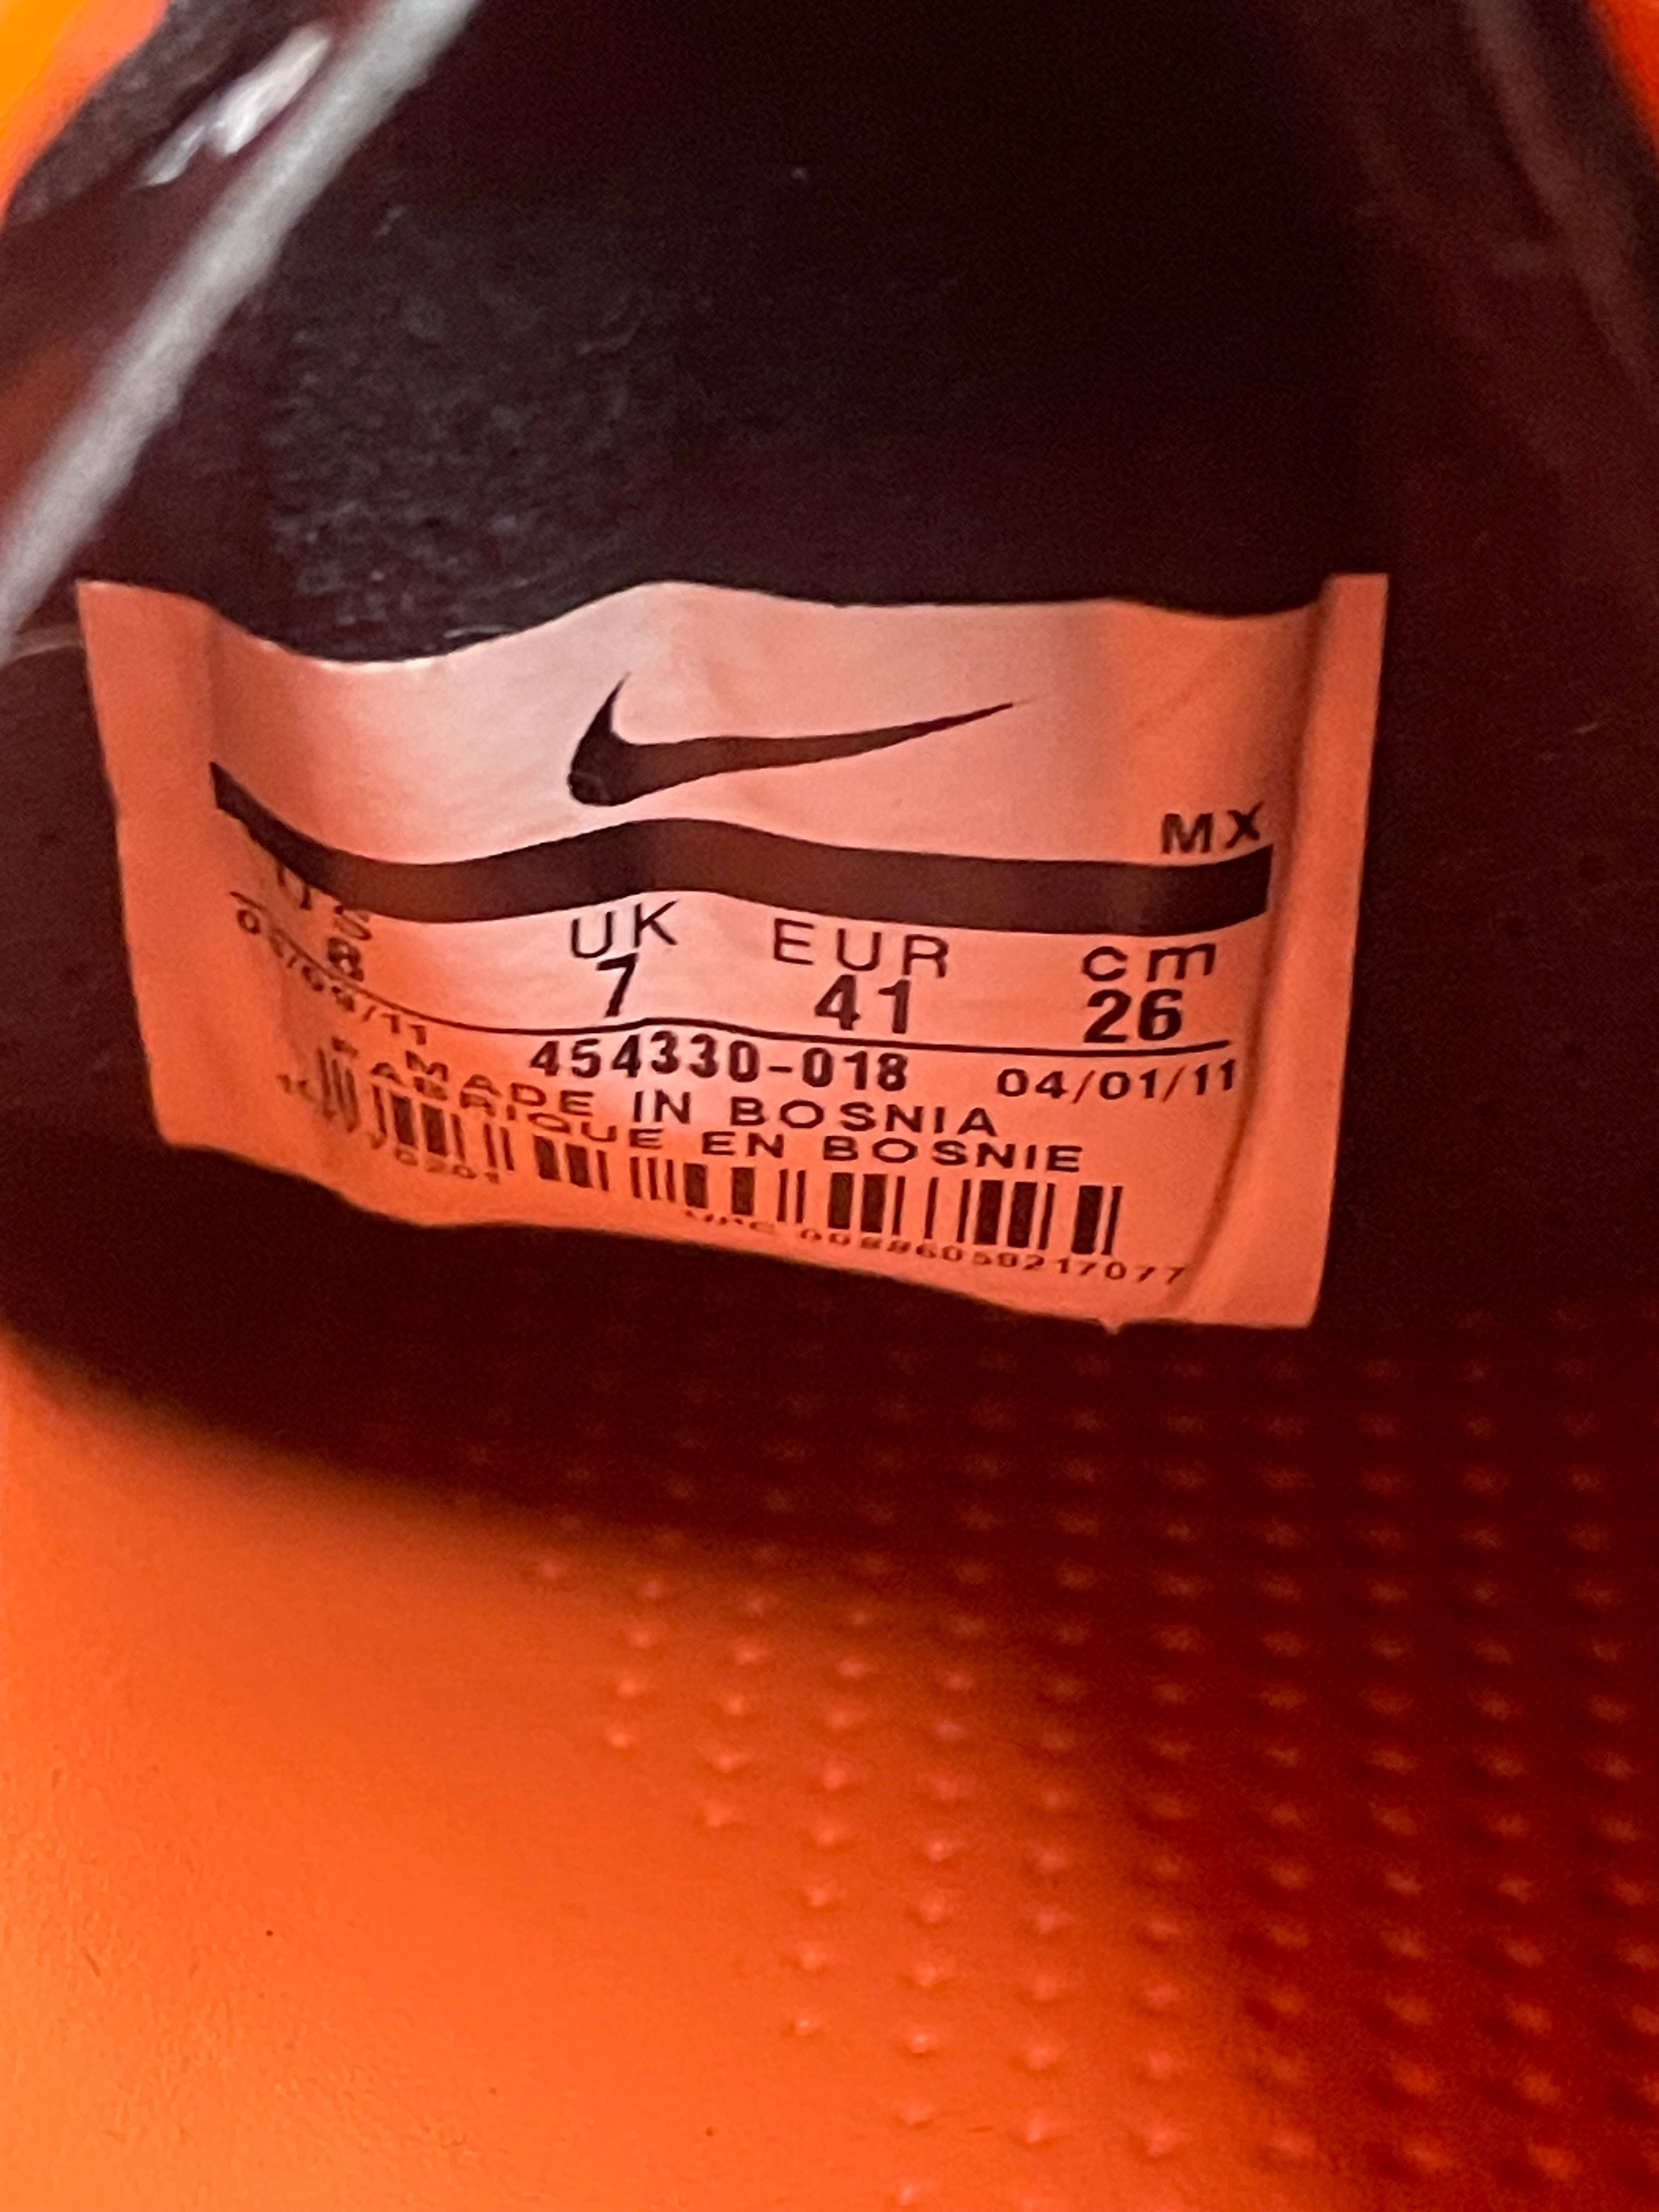 MX
US UK EUR cm
8 7 41 26
454330-018 04/01/11
MADE IN BOSNIA
FABRIQUE EN BOSNIE